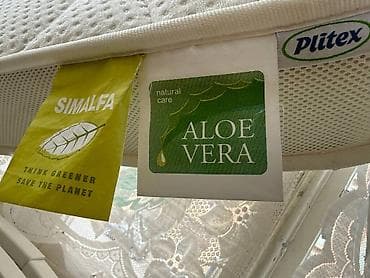 SIMALFA
THINK GREENER
SAVE THE PLANET
natural
care
ALOE
VERA
Plitex